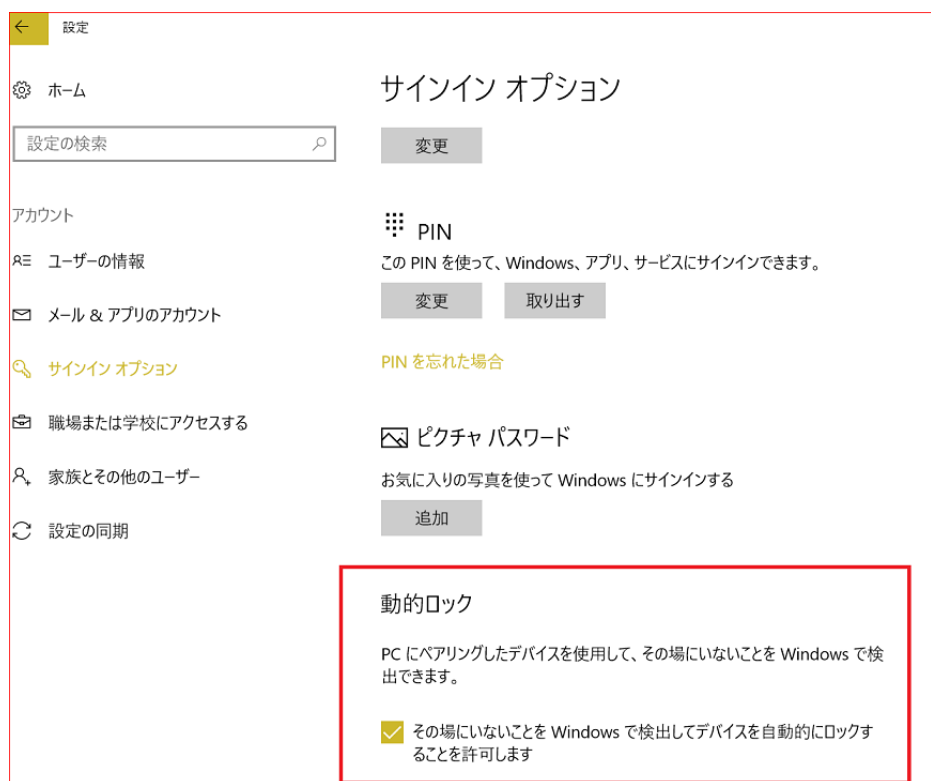 設定
ホーム
設定の検索
アカウント
ユーザーの情報
メール & アプリのアカウント
サインイン オプション
職場または学校にアクセスする
家族とその他のユーザー
設定の同期
サインイン オプション
変更
PIN
この PIN を使って、Windows、アプリ、サービスにサインインできます。
変更
取り出す
PIN を忘れた場合
ピクチャ パスワード
お気に入りの写真を使って Windows にサインインする
追加
動的ロック
PC にペアリングしたデバイスを使用して、その場にいないことを Windows で検
出できます。
その場にいないことを Windows で検出してデバイスを自動的にロックす
ることを許可します